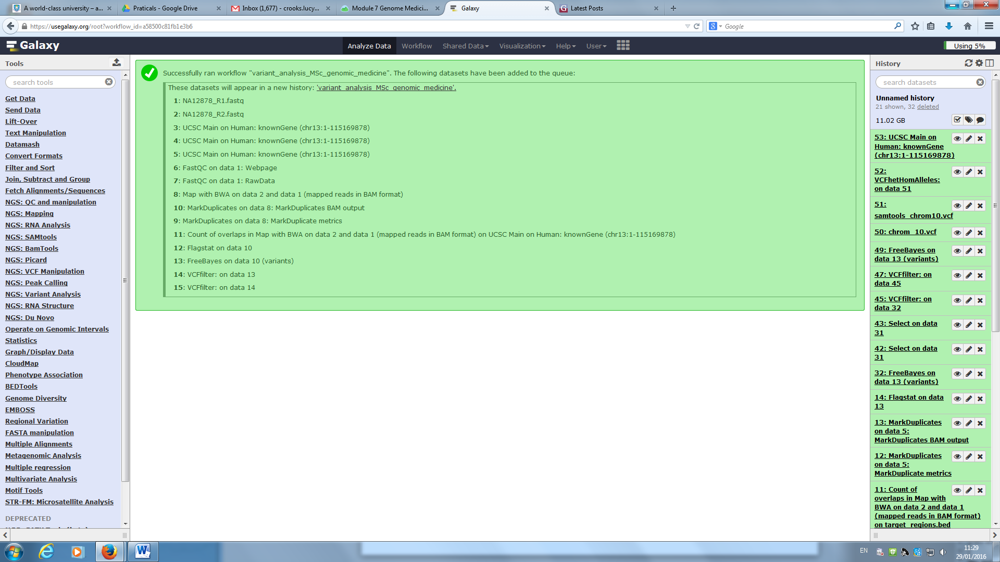 A world-class university – a...
Praticals - Google Drive
Inbox (1,677) - crooks.lucy...
Module 7 Genome Medici...
Galaxy
Latest Posts
https://usegalaxy.org/root?workflow_id=a58500c81fb1e3b6
Google
Galaxy
Analyze Data
Workflow
Shared Data
Visualization
Help
User
Using 5%
Tools
search tools
Get Data
Send Data
Lift-Over
Text Manipulation
Datamash
Convert Formats
Filter and Sort
Join, Subtract and Group
Fetch Alignments/Sequences
NGS: QC and manipulation
NGS: Mapping
NGS: RNA Analysis
NGS: SAMtools
NGS: BamTools
NGS: Picard
NGS: VCF Manipulation
NGS: Peak Calling
NGS: Variant Analysis
NGS: RNA Structure
NGS: Du Novo
Operate on Genomic Intervals
Statistics
Graph/Display Data
CloudMap
Phenotype Association
BEDTools
Genome Diversity
EMBOSS
Regional Variation
FASTA manipulation
Multiple Alignments
Metagenomic Analysis
Multiple regression
Multivariate Analysis
Motif Tools
STR-FM: Microsatellite Analysis
DEPRECATED
Successfully ran workflow "variant_analysis_MSc_genomic_medicine". The following datasets have been added to the queue:
These datasets will appear in a new history: 'variant_analysis_MSc_genomic_medicine'.
1: NA12878_R1.fastq
2: NA12878_R2.fastq
3: UCSC Main on Human: knownGene (chr13:1-115169878)
4: UCSC Main on Human: knownGene (chr13:1-115169878)
5: UCSC Main on Human: knownGene (chr13:1-115169878)
6: FastQC on data 1: Webpage
7: FastQC on data 1: RawData
8: Map with BWA on data 2 and data 1 (mapped reads in BAM format)
10: MarkDuplicates on data 8: MarkDuplicates BAM output
9: MarkDuplicates on data 8: MarkDuplicate metrics
11: Count of overlaps in Map with BWA on data 2 and data 1 (mapped reads in BAM format) on UCSC Main on Human: knownGene (chr13:1-115169878)
12: Flagstat on data 10
13: FreeBayes on data 10 (variants)
14: VCFfilter: on data 13
15: VCFfilter: on data 14
History
search datasets
Unnamed history
21 shown, 32 deleted
11.02 GB
53: UCSC Main on
Human: knownGene
(chr13:1-115169878)
52:
VCFhetHomAlleles:
on data 51
51:
samtools_chrom10.vcf
50: chrom_10.vcf
49: FreeBayes on
data 13 (variants)
47: VCFfilter: on
data 45
45: VCFfilter: on
data 32
43: Select on data
31
42: Select on data
31
32: FreeBayes on
data 13 (variants)
14: Flagstat on data
13
13: MarkDuplicates
on data 5:
MarkDuplicates BAM output
12: MarkDuplicates
on data 5:
MarkDuplicate metrics
11: Count of
overlaps in Map with
BWA on data 2 and data 1
(mapped reads in BAM format)
on target_regions.bed
EN
11:29
29/01/2016